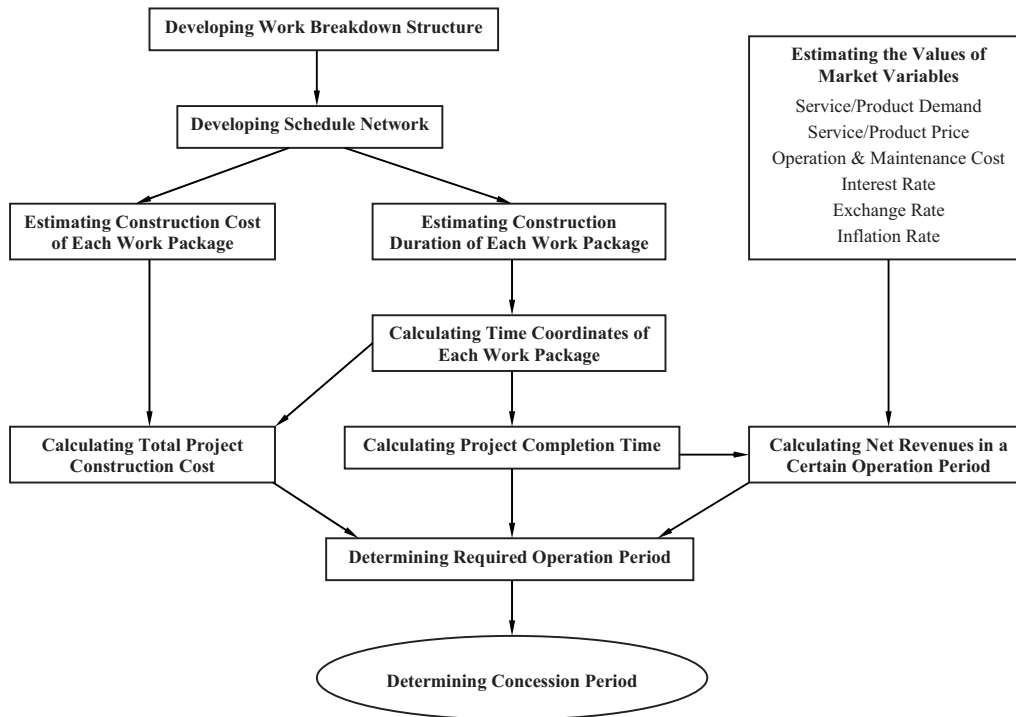 Developing Work Breakdown Structure
Developing Schedule Network
Estimating the Values of
Market Variables
Service/Product Demand
Service/Product Price
Operation & Maintenance Cost
Interest Rate
Exchange Rate
Inflation Rate
Estimating Construction Cost
of Each Work Package
Estimating Construction
Duration of Each Work Package
Calculating Time Coordinates of
Each Work Package
Calculating Total Project
Construction Cost
Calculating Project Completion Time
Calculating Net Revenues in a
Certain Operation Period
Determining Required Operation Period
Determining Concession Period